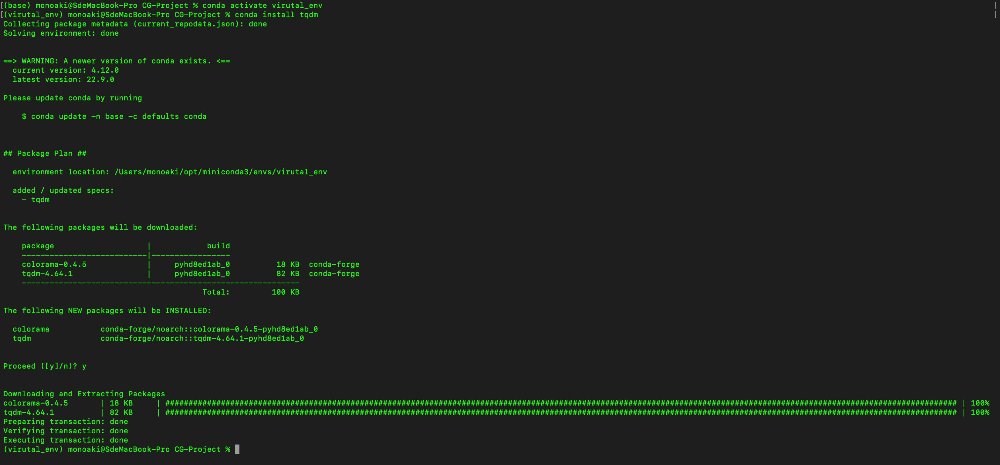 [(base) monoaki@SdeMacBook-Pro CG-Project % conda activate virutal_env ]
[(virutal_env) monoaki@SdeMacBook-Pro CG-Project % conda install tqdm ]
Collecting package metadata (current_repodata.json): done
Solving environment: done
==> WARNING: A newer version of conda exists. <==
current version: 4.12.0
latest version: 22.9.0
Please update conda by running
$ conda update -n base -c defaults conda
## Package Plan ##
environment location: /Users/monoaki/opt/miniconda3/envs/virutal_env
added / updated specs:
- tqdm
The following packages will be downloaded:
package | build
---------------------------|-----------------
colorama-0.4.5 | pyhd8ed1ab_0 18 KB conda-forge
tqdm-4.64.1 | pyhd8ed1ab_0 82 KB conda-forge
------------------------------------------------------------
Total: 100 KB
The following NEW packages will be INSTALLED:
colorama conda-forge/noarch::colorama-0.4.5-pyhd8ed1ab_0
tqdm conda-forge/noarch::tqdm-4.64.1-pyhd8ed1ab_0
Proceed ([y]/n)? y
Downloading and Extracting Packages
colorama-0.4.5 | 18 KB | ########################################################################################################################################################################### | 100%
tqdm-4.64.1 | 82 KB | ########################################################################################################################################################################### | 100%
Preparing transaction: done
Verifying transaction: done
Executing transaction: done
(virutal_env) monoaki@SdeMacBook-Pro CG-Project %